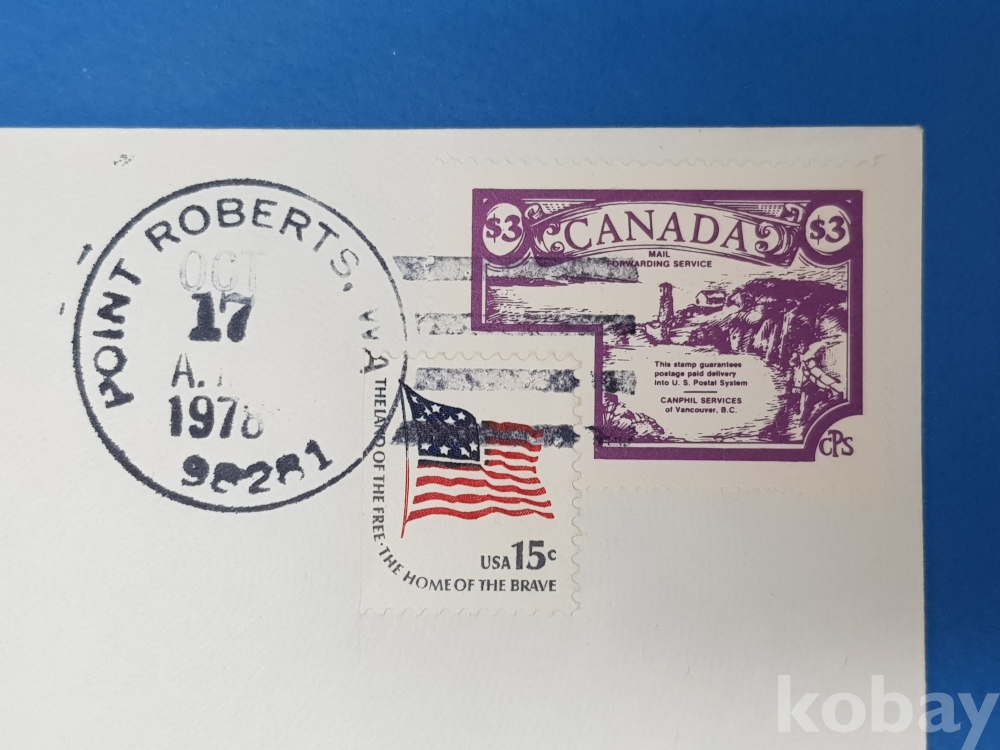 POINT ROBERTS, WA
OCT
17
A.
1978
98281
$3 CANADA $3
MAIL
FORWARDING SERVICE
This stamp guarantees
postage paid delivery
into U. S. Postal System
CANPHIL SERVICES
of Vancouver, B.C.
CPS
THE LAND OF THE FREE · THE HOME OF THE BRAVE
USA 15c
kobay